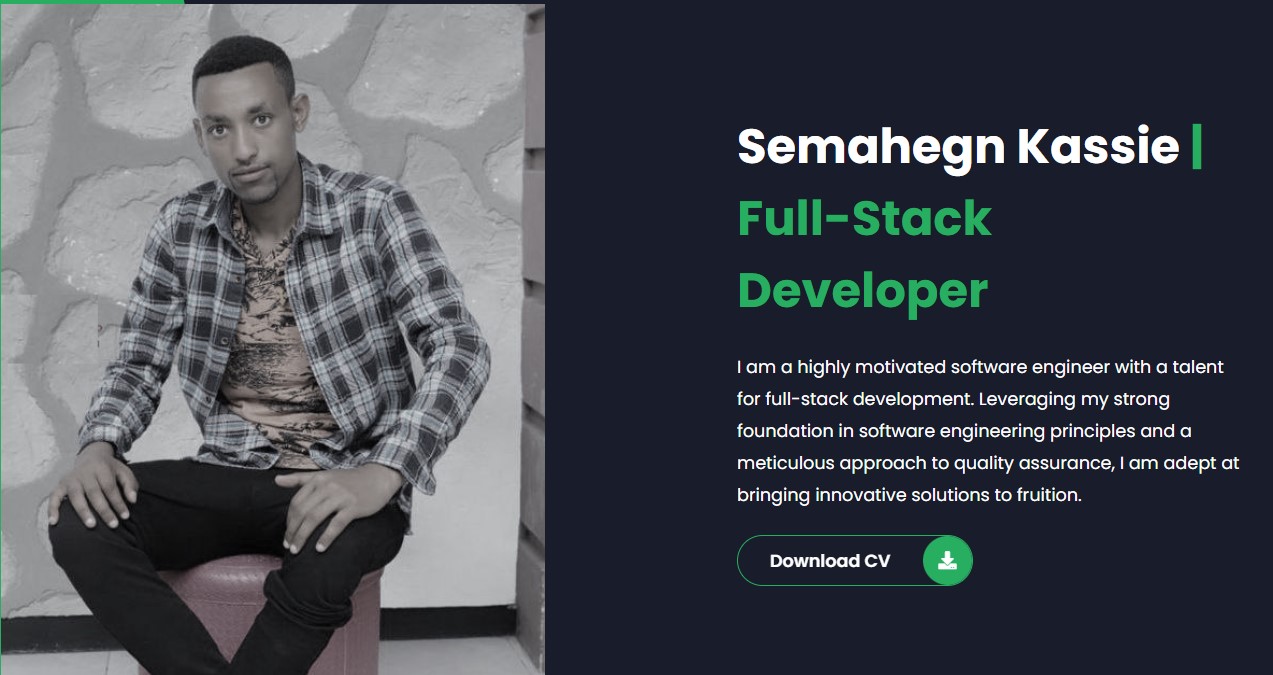 Semahegn Kassie |
Full-Stack
Developer
I am a highly motivated software engineer with a talent
for full-stack development. Leveraging my strong
foundation in software engineering principles and a
meticulous approach to quality assurance, I am adept at
bringing innovative solutions to fruition.
Download CV